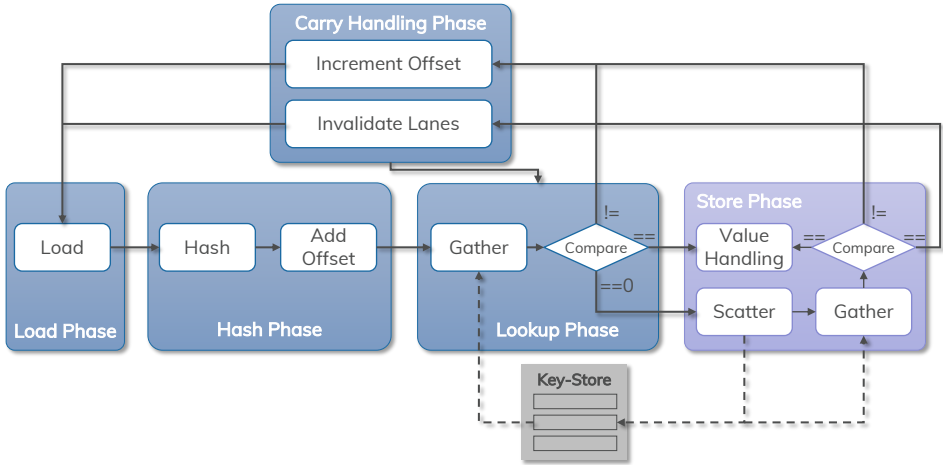 Carry Handling Phase
Increment Offset
Invalidate Lanes
Load
Load Phase
Hash
Add
Offset
Hash Phase
Gather
Compare
!=
==
==0
Lookup Phase
Store Phase
Value
Handling
==
Compare
!=
==
Scatter
Gather
Key-Store